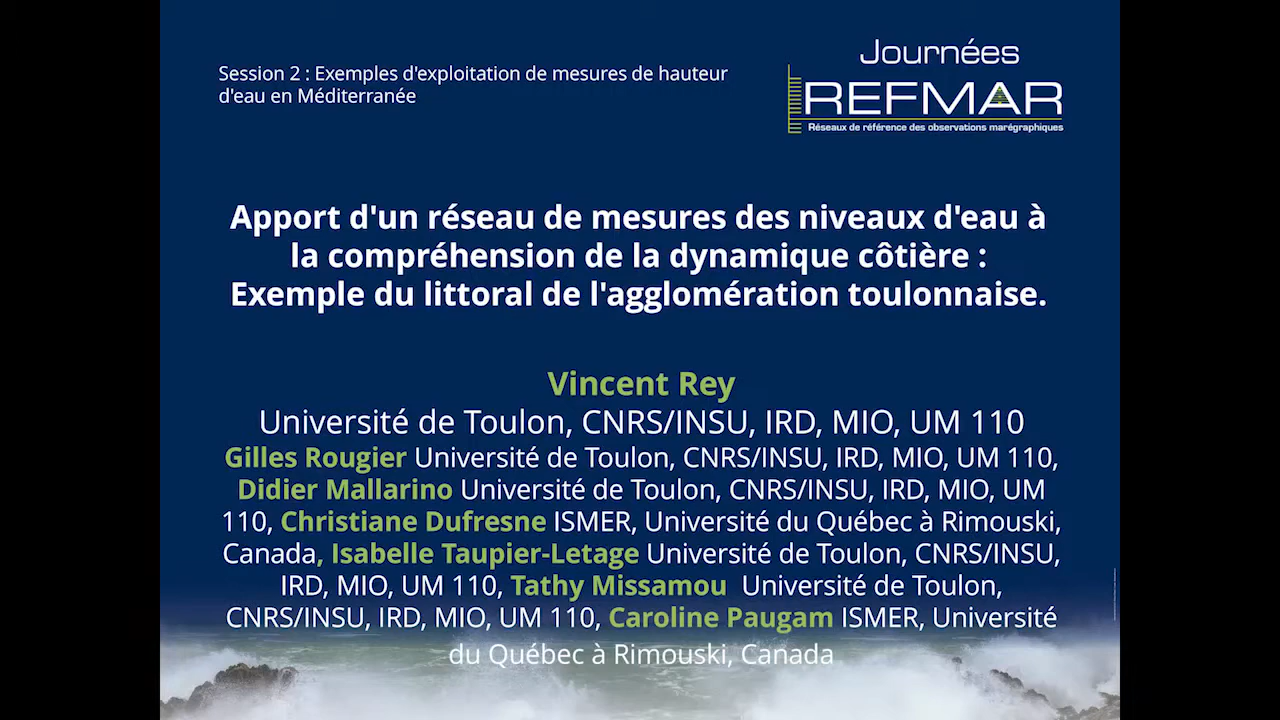 Session 2 : Exemples d'exploitation de mesures de hauteur
d'eau en Méditerranée
Journées
REFMAR
Réseaux de référence des observations marégraphiques
Apport d'un réseau de mesures des niveaux d'eau à
la compréhension de la dynamique côtière :
Exemple du littoral de l'agglomération toulonnaise.
Vincent Rey
Université de Toulon, CNRS/INSU, IRD, MIO, UM 110
Gilles Rougier Université de Toulon, CNRS/INSU, IRD, MIO, UM 110,
Didier Mallarino Université de Toulon, CNRS/INSU, IRD, MIO, UM
110, Christiane Dufresne ISMER, Université du Québec à Rimouski,
Canada, Isabelle Taupier-Letage Université de Toulon, CNRS/INSU,
IRD, MIO, UM 110, Tathy Missamou Université de Toulon,
CNRS/INSU, IRD, MIO, UM 110, Caroline Paugam ISMER, Université
du Québec à Rimouski, Canada